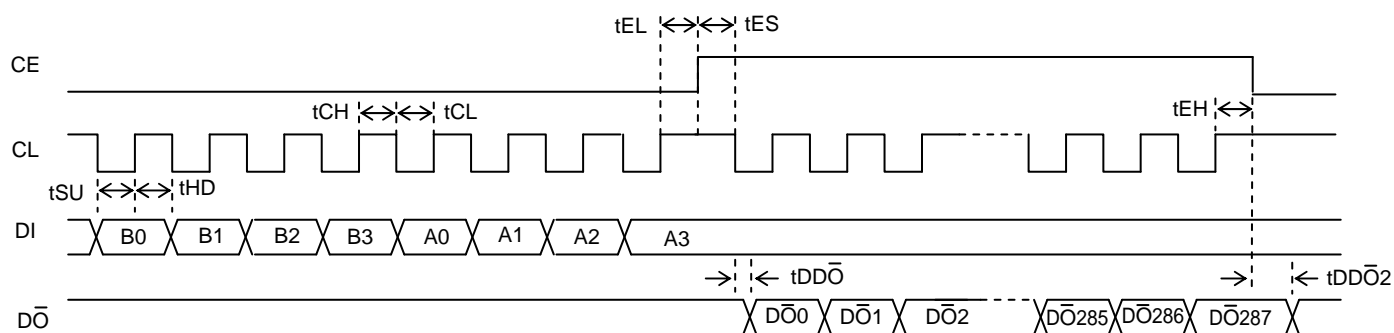 tEL tES
CE
tCH tCL tEH
CL
tSU tHD
DI B0 B1 B2 B3 A0 A1 A2 A3
tDDO̅ tDDO̅2
DO̅ DO̅0 DO̅1 DO̅2 DO̅285 DO̅286 DO̅287